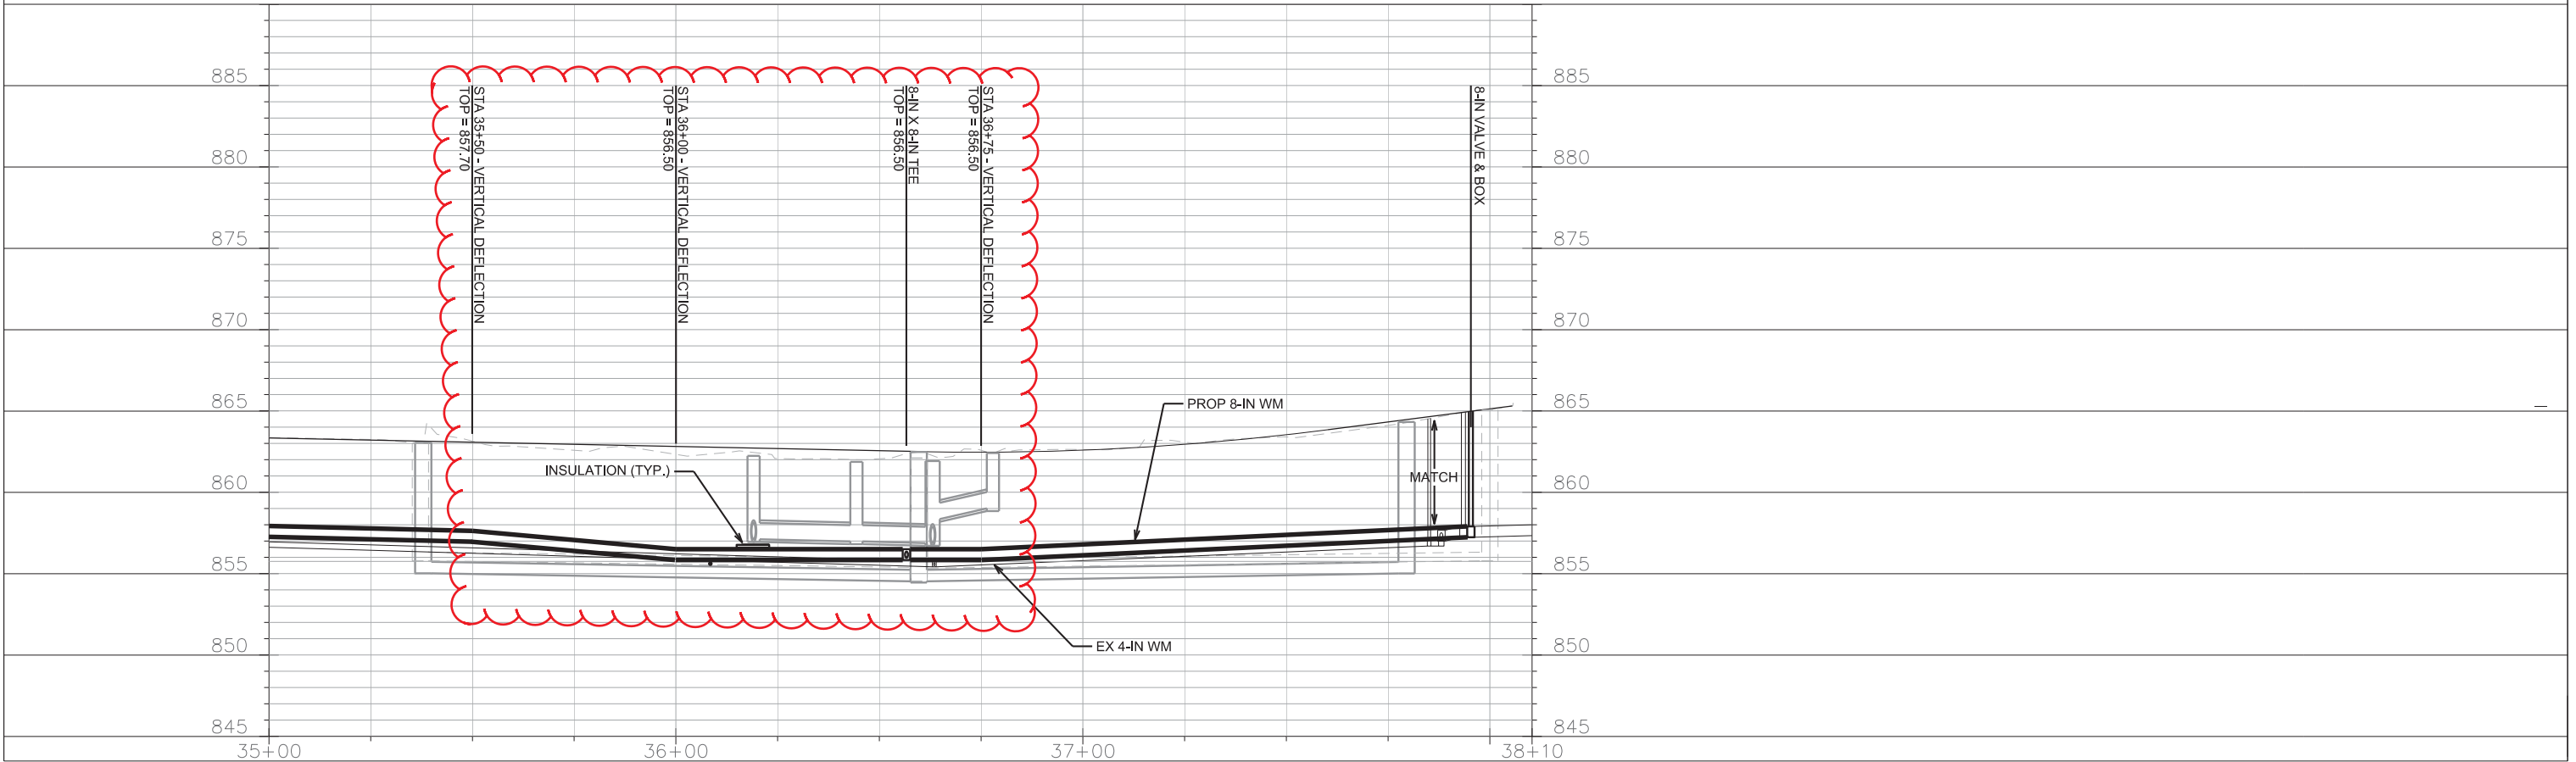 885
885
880
880
875
875
870
870
865
865
860
860
855
855
850
850
845
845
STA 35+50 - VERTICAL DEFLECTION
TOP = 857.70
STA 36+00 - VERTICAL DEFLECTION
TOP = 856.50
8-IN X 8-IN TEE
TOP = 856.50
STA 36+75 - VERTICAL DEFLECTION
TOP = 856.50
8-IN VALVE & BOX
PROP 8-IN WM
INSULATION (TYP.)
MATCH
EX 4-IN WM
35+00
36+00
37+00
38+10